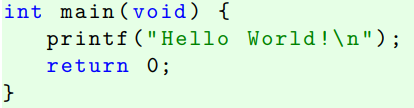 int main(void) {
    printf("Hello World!\n");
    return 0;
}